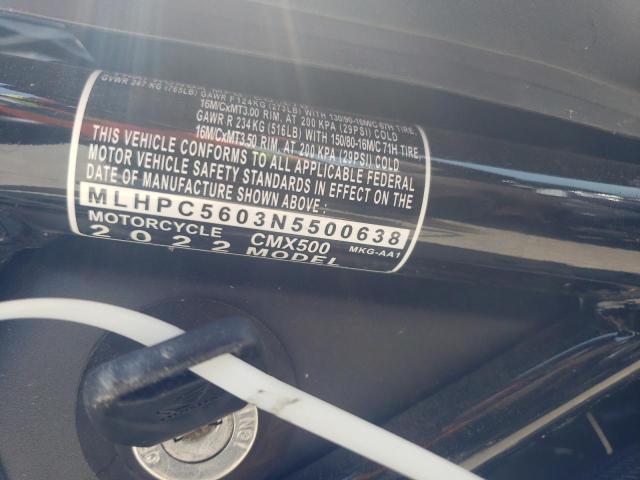 GVWR 347 KG (765LB) GAWR F 124KG (273LB) WITH 130/90-16M/C 67H TIRE,
16M/CxMT3.00 RIM, AT 200 KPA (29PSI) COLD
GAWR R 234KG (516LB) WITH 150/80-16M/C 71H TIRE,
16M/CxMT3.50 RIM, AT 200 KPA (29PSI) COLD
THIS VEHICLE CONFORMS TO ALL APPLICABLE FEDERAL
MOTOR VEHICLE SAFETY STANDARDS IN EFFECT ON THE
DATE OF MANUFACTURE SHOWN ABOVE.
MLHPC5603N5500638
MOTORCYCLE CMX500 MKG-AA1
2022 MODEL